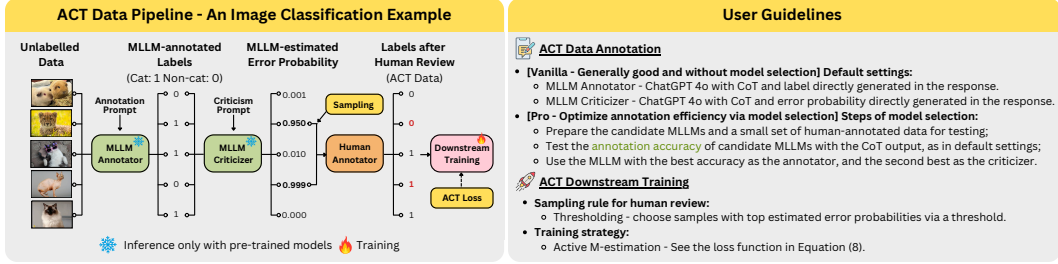 ACT Data Pipeline - An Image Classification Example
Unlabelled
Data
MLLM-annotated
Labels
(Cat: 1 Non-cat: 0)
MLLM-estimated
Error Probability
Labels after
Human Review
(ACT Data)
Annotation
Prompt
MLLM
Annotator
0
1
1
0
1
Criticism
Prompt
MLLM
Criticizer
0.001
0.950
0.010
0.999
0.000
Sampling
Human
Annotator
0
0
1
1
1
Downstream
Training
ACT Loss
Inference only with pre-trained models
Training
User Guidelines
ACT Data Annotation
• [Vanilla - Generally good and without model selection] Default settings:
MLLM Annotator - ChatGPT 4o with CoT and label directly generated in the response.
MLLM Criticizer - ChatGPT 4o with CoT and error probability directly generated in the response.
• [Pro - Optimize annotation efficiency via model selection] Steps of model selection:
Prepare the candidate MLLMs and a small set of human-annotated data for testing;
Test the annotation accuracy of candidate MLLMs with the CoT output, as in default settings;
Use the MLLM with the best accuracy as the annotator, and the second best as the criticizer.
ACT Downstream Training
• Sampling rule for human review:
Thresholding - choose samples with top estimated error probabilities via a threshold.
• Training strategy:
Active M-estimation - See the loss function in Equation (8).